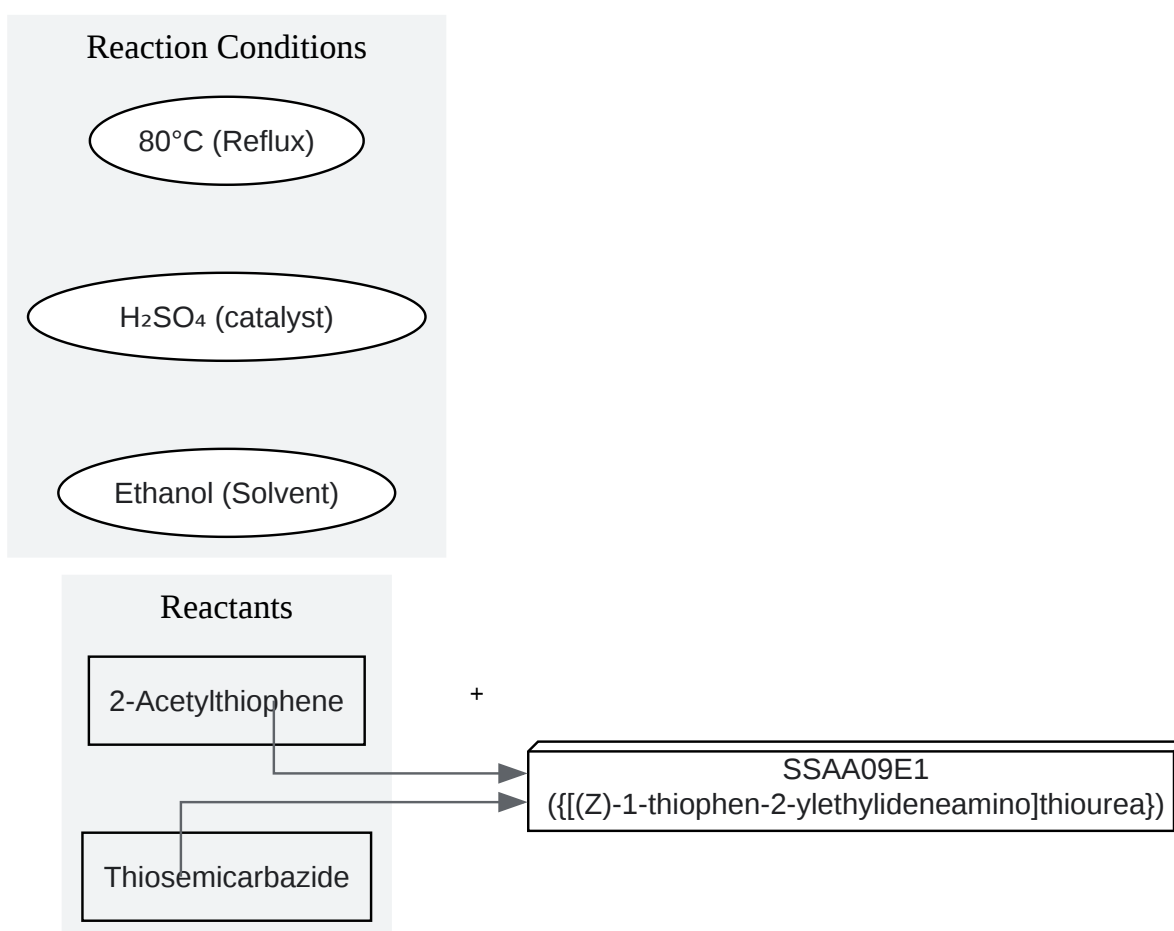 Reaction Conditions
80°C (Reflux)
H₂SO₄ (catalyst)
Ethanol (Solvent)
Reactants
2-Acetylthiophene
+
SSAA09E1
({[(Z)-1-thiophen-2-ylethylideneamino]thiourea})
Thiosemicarbazide